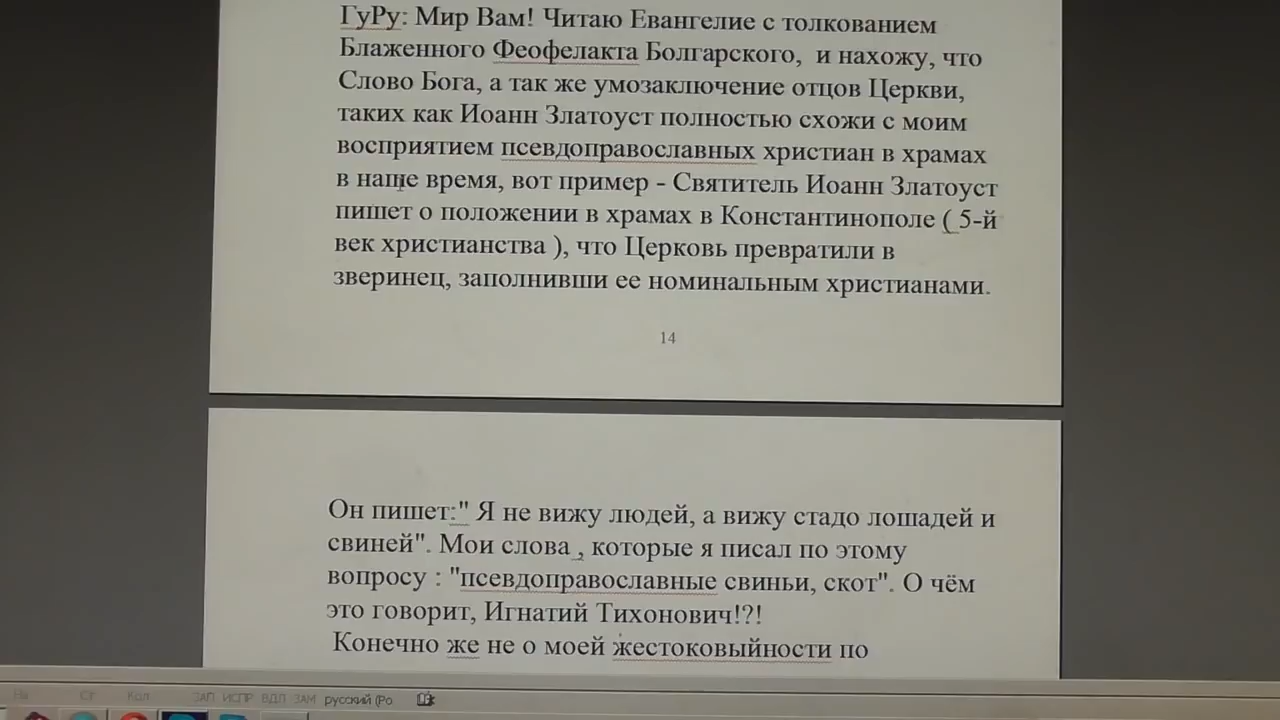 ГуРу: Мир Вам! Читаю Евангелие с толкованием
Блаженного Феофелакта Болгарского,  и нахожу, что
Слово Бога, а так же умозаключение отцов Церкви,
таких как Иоанн Златоуст полностью схожи с моим
восприятием псевдоправославных христиан в храмах
в наше время, вот пример - Святитель Иоанн Златоуст
пишет о положении в храмах в Константинополе ( 5-й
век христианства ), что Церковь превратили в
зверинец, заполнивши ее номинальным христианами.
14
Он пишет:" Я не вижу людей, а вижу стадо лошадей и
свиней". Мои слова , которые я писал по этому
вопросу : "псевдоправославные свиньи, скот". О чём
это говорит, Игнатий Тихонович!?!
Конечно же не о моей жестоковыйности по
На Ст Кол ЗАП ИСПР ВДЛ ЗАМ русский (Ро